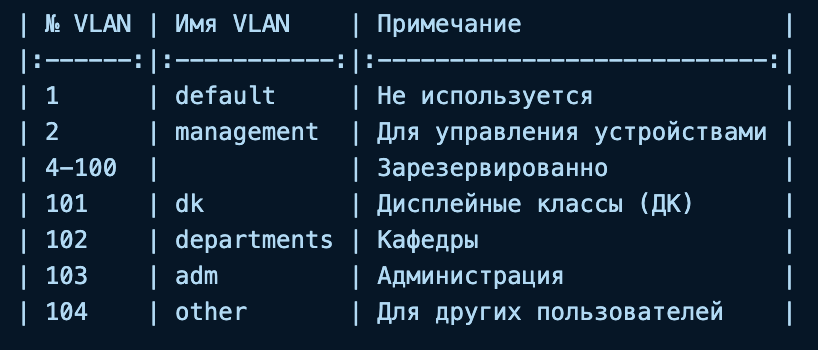 | № VLAN | Имя VLAN    | Примечание                  |
|:------:|:-----------:|:---------------------------:|
| 1      | default     | Не используется             |
| 2      | management  | Для управления устройствами |
| 4-100  |             | Зарезервированно            |
| 101    | dk          | Дисплейные классы (ДК)      |
| 102    | departments | Кафедры                     |
| 103    | adm         | Администрация               |
| 104    | other       | Для других пользователей    |